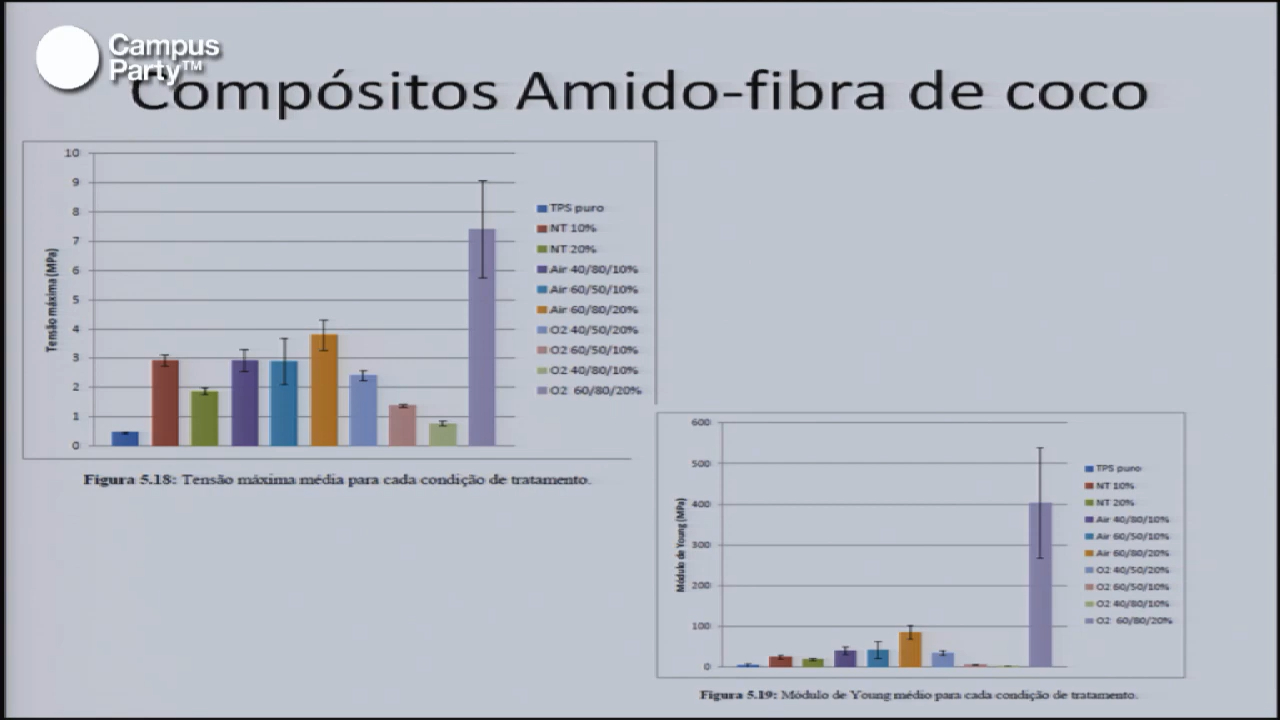 Campus
Party™
Compósitos Amido-fibra de coco
10
9
8
7
6
5
4
3
2
1
0
Tensão máxima (MPa)
TPS puro
NT 10%
NT 20%
Air 40/80/10%
Air 60/50/10%
Air 60/80/20%
O2 40/50/20%
O2 60/50/10%
O2 40/80/10%
O2 60/80/20%
Figura 5.18: Tensão máxima média para cada condição de tratamento.
600
500
400
300
200
100
0
Módulo de Young (MPa)
TPS puro
NT 10%
NT 20%
Air 40/80/10%
Air 60/50/10%
Air 60/80/20%
O2 40/50/20%
O2 60/50/10%
O2 40/80/10%
O2 60/80/20%
Figura 5.19: Módulo de Young médio para cada condição de tratamento.